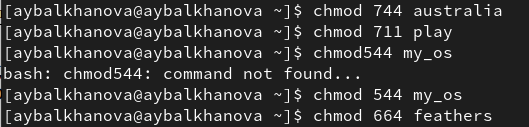 [aybalkhanova@aybalkhanova ~]$ chmod 744 australia
[aybalkhanova@aybalkhanova ~]$ chmod 711 play
[aybalkhanova@aybalkhanova ~]$ chmod544 my_os
bash: chmod544: command not found...
[aybalkhanova@aybalkhanova ~]$ chmod 544 my_os
[aybalkhanova@aybalkhanova ~]$ chmod 664 feathers